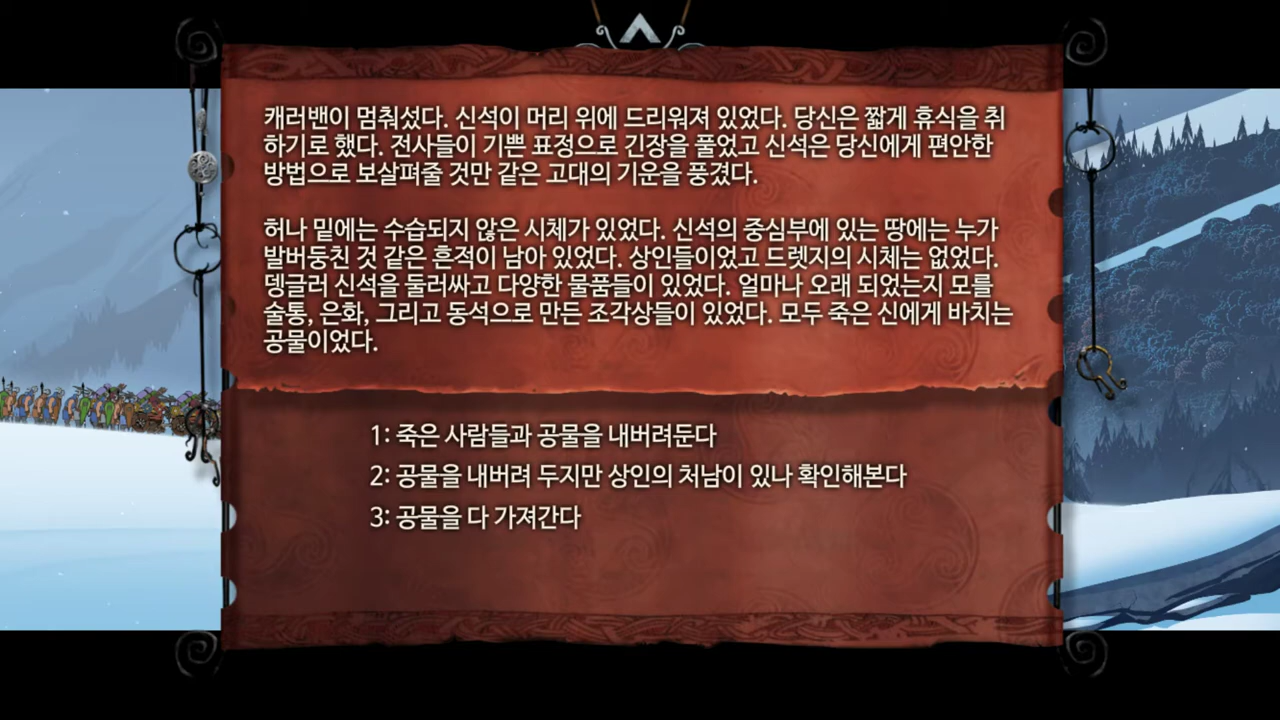 캐러밴이 멈춰섰다. 신석이 머리 위에 드리워져 있었다. 당신은 짧게 휴식을 취
하기로 했다. 전사들이 기쁜 표정으로 긴장을 풀었고 신석은 당신에게 편안한
방법으로 보살펴줄 것만 같은 고대의 기운을 풍겼다.
허나 밑에는 수습되지 않은 시체가 있었다. 신석의 중심부에 있는 땅에는 누가
발버둥친 것 같은 흔적이 남아 있었다. 상인들이었고 드렛지의 시체는 없었다.
뎅글러 신석을 둘러싸고 다양한 물품들이 있었다. 얼마나 오래 되었는지 모를
술통, 은화, 그리고 동석으로 만든 조각상들이 있었다. 모두 죽은 신에게 바치는
공물이었다.
1: 죽은 사람들과 공물을 내버려둔다
2: 공물을 내버려 두지만 상인의 처남이 있나 확인해본다
3: 공물을 다 가져간다